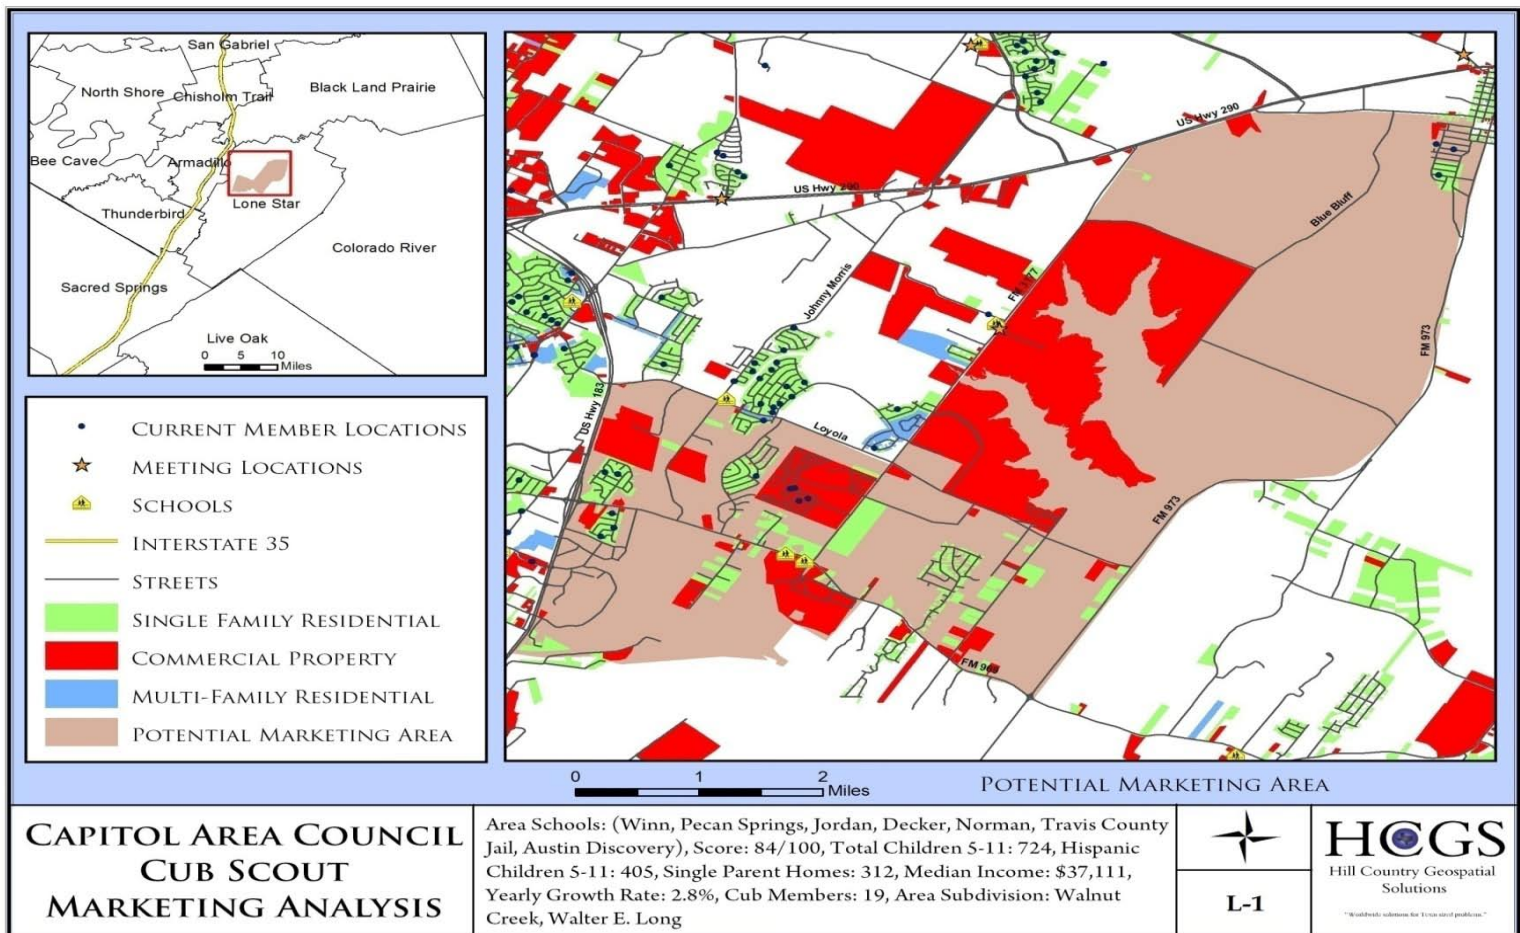 San Gabriel
North Shore
Chisholm Trail
Black Land Prairie
Bee Cave
Armadillo
Lone Star
Thunderbird
Colorado River
Sacred Springs
Live Oak
0 5 10
Miles
Current Member Locations
Meeting Locations
Schools
Interstate 35
Streets
Single Family Residential
Commercial Property
Multi-Family Residential
Potential Marketing Area
US Hwy 290
US Hwy 290
Blue Bluff
Johnny Morris
FM 3177
FM 973
US Hwy 183
Loyola
FM 973
FM 969
0 1 2
Miles
Potential Marketing Area
Capitol Area Council
Cub Scout
Marketing Analysis
Area Schools: (Winn, Pecan Springs, Jordan, Decker, Norman, Travis County
Jail, Austin Discovery), Score: 84/100, Total Children 5-11: 724, Hispanic
Children 5-11: 405, Single Parent Homes: 312, Median Income: $37,111,
Yearly Growth Rate: 2.8%, Cub Members: 19, Area Subdivision: Walnut
Creek, Walter E. Long
L-1
HCGS
Hill Country Geospatial
Solutions
"Worldwide solutions for Texas sized problems."